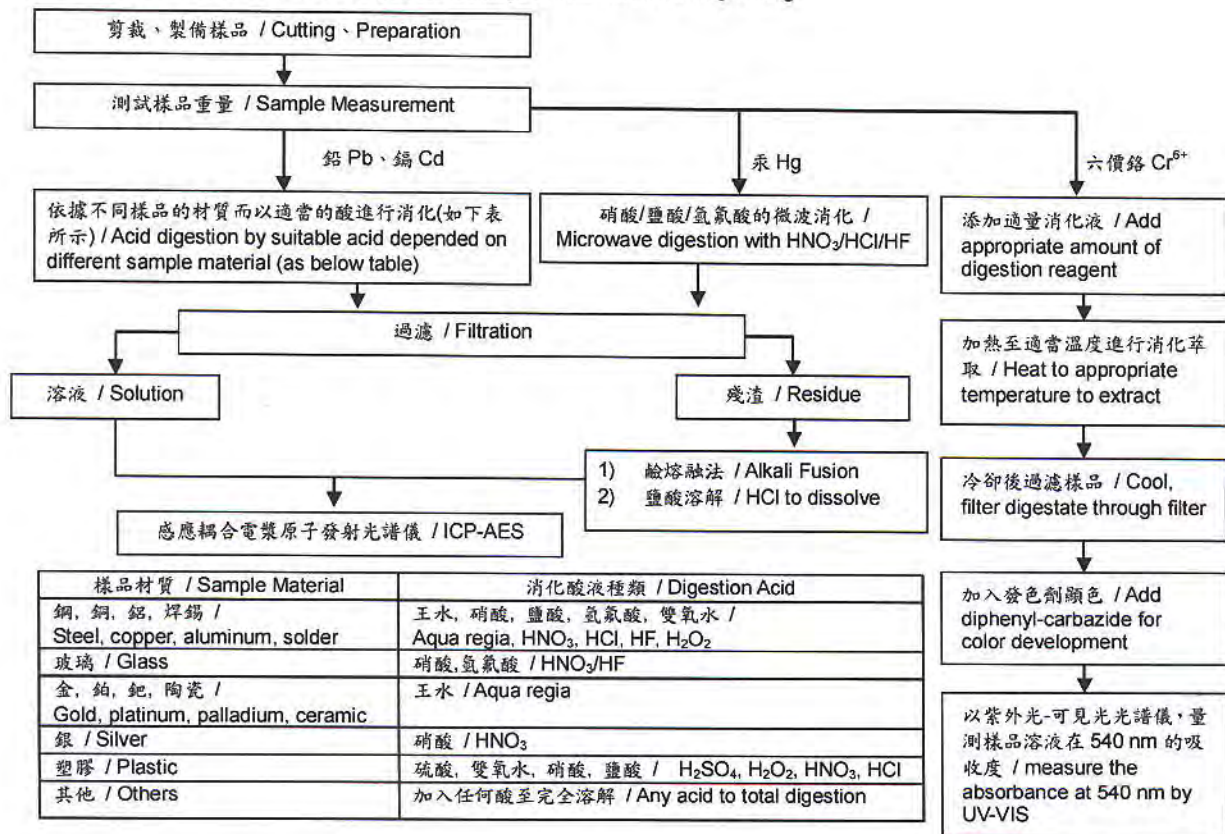 剪裁、製備樣品 / Cutting、Preparation
測試樣品重量 / Sample Measurement
鉛 Pb、鎘 Cd
汞 Hg
六價鉻 Cr⁶⁺
依據不同樣品的材質而以適當的酸進行消化(如下表
所示) / Acid digestion by suitable acid depended on
different sample material (as below table)
硝酸/鹽酸/氫氟酸的微波消化 /
Microwave digestion with HNO₃/HCl/HF
添加適量消化液 / Add
appropriate amount of
digestion reagent
過濾 / Filtration
加熱至適當溫度進行消化萃
取 / Heat to appropriate
temperature to extract
溶液 / Solution
殘渣 / Residue
1) 鹼熔融法 / Alkali Fusion
2) 鹽酸溶解 / HCl to dissolve
冷卻後過濾樣品 / Cool,
filter digestate through filter
感應耦合電漿原子發射光譜儀 / ICP-AES
樣品材質 / Sample Material
消化酸液種類 / Digestion Acid
鋼, 銅, 鋁, 焊錫 /
Steel, copper, aluminum, solder
王水, 硝酸, 鹽酸, 氫氟酸, 雙氧水 /
Aqua regia, HNO₃, HCl, HF, H₂O₂
玻璃 / Glass
硝酸,氫氟酸 / HNO₃/HF
金, 鉑, 鈀, 陶瓷 /
Gold, platinum, palladium, ceramic
王水 / Aqua regia
銀 / Silver
硝酸 / HNO₃
塑膠 / Plastic
硫酸, 雙氧水, 硝酸, 鹽酸 / H₂SO₄, H₂O₂, HNO₃, HCl
其他 / Others
加入任何酸至完全溶解 / Any acid to total digestion
加入發色劑顯色 / Add
diphenyl-carbazide for
color development
以紫外光-可見光光譜儀,量
測樣品溶液在 540 nm 的吸
收度 / measure the
absorbance at 540 nm by
UV-VIS